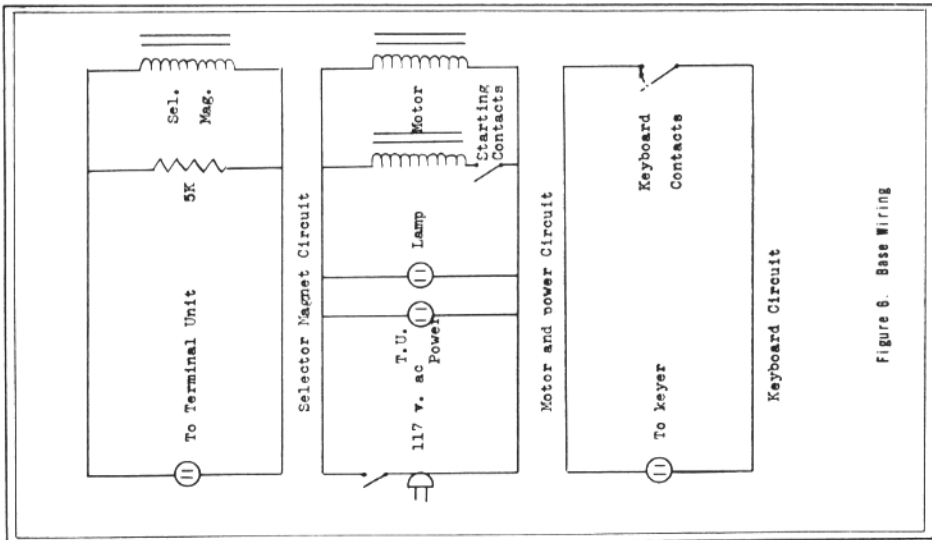 Sel.
Mag.
5K
To Terminal Unit
Selector Magnet Circuit
Motor
Starting
Contacts
Lamp
T.U.
Power
117 v. ac
Motor and power Circuit
Keyboard
Contacts
To keyer
Keyboard Circuit
Figure 6. Base Wiring